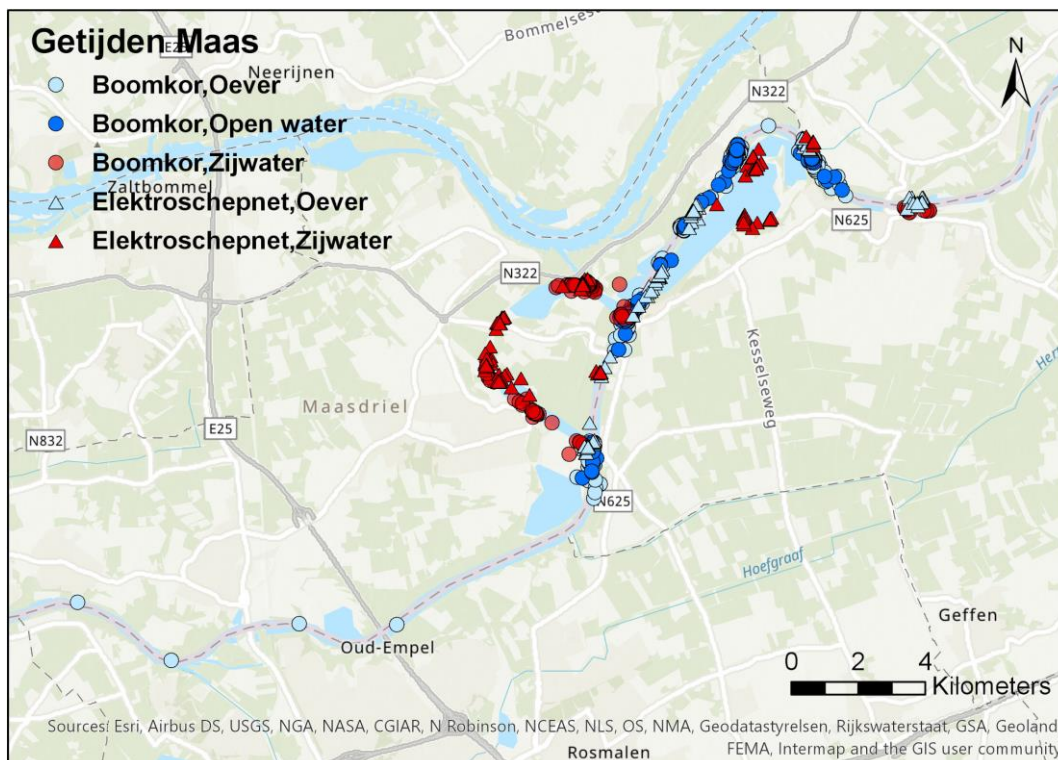 Getijden Maas
Boomkor,Oever
Boomkor,Open water
Boomkor,Zijwater
Elektroschepnet,Oever
Elektroschepnet,Zijwater
Neerijnen
Zaltbommel
N
N322
N625
N322
Maasdriel
Kesselseweg
N832
E25
N625
Hoefgraaf
Geffen
Oud-Empel
0 2 4
Kilometers
Sources: Esri, Airbus DS, USGS, NGA, NASA, CGIAR, N Robinson, NCEAS, NLS, OS, NMA, Geodatastyrelsen, Rijkswaterstaat, GSA, Geoland,
FEMA, Intermap and the GIS user community
Rosmalen